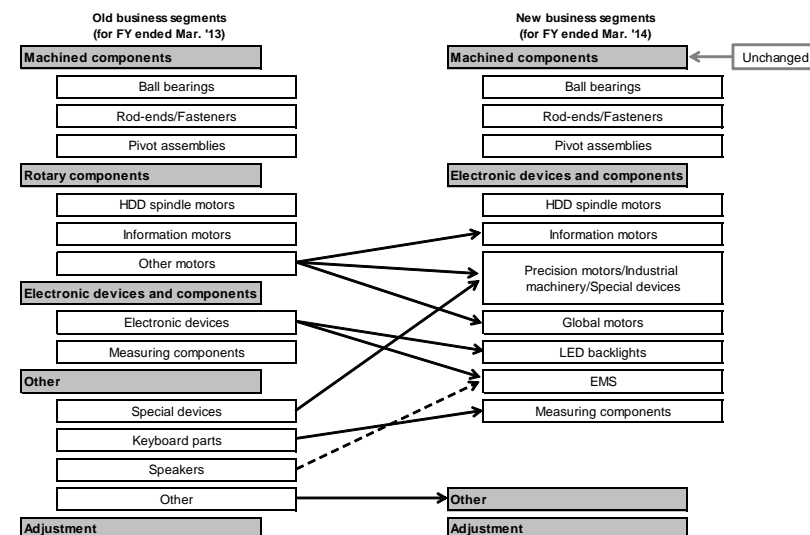 Old business segments
(for FY ended Mar. '13)
Machined components
Ball bearings
Rod-ends/Fasteners
Pivot assemblies
Rotary components
HDD spindle motors
Information motors
Other motors
Electronic devices and components
Electronic devices
Measuring components
Other
Special devices
Keyboard parts
Speakers
Other
Adjustment
New business segments
(for FY ended Mar. '14)
Machined components
Unchanged
Ball bearings
Rod-ends/Fasteners
Pivot assemblies
Electronic devices and components
HDD spindle motors
Information motors
Precision motors/Industrial
machinery/Special devices
Global motors
LED backlights
EMS
Measuring components
Other
Adjustment